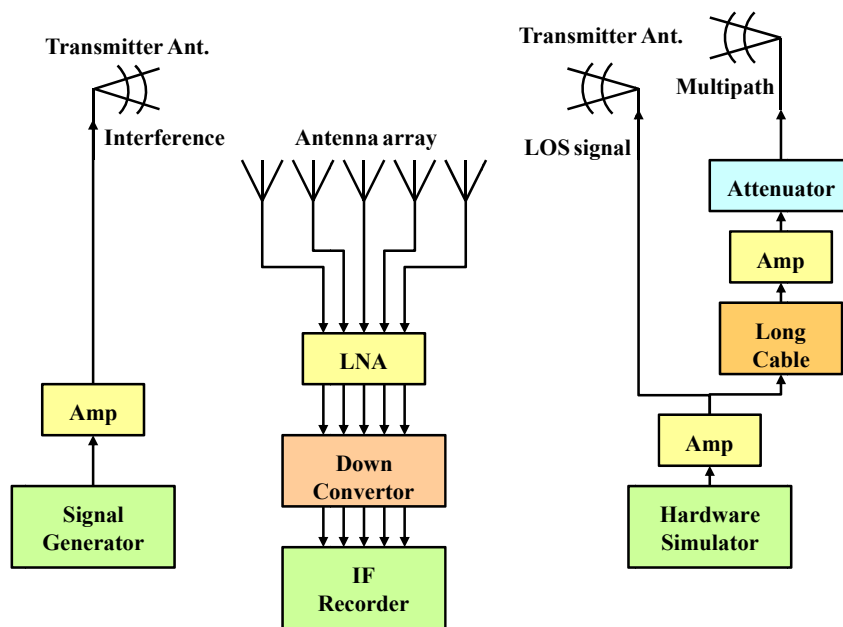 Transmitter Ant.
Interference
Amp
Signal
Generator
Antenna array
LNA
Down
Convertor
IF
Recorder
Transmitter Ant.
Multipath
LOS signal
Attenuator
Amp
Long
Cable
Amp
Hardware
Simulator